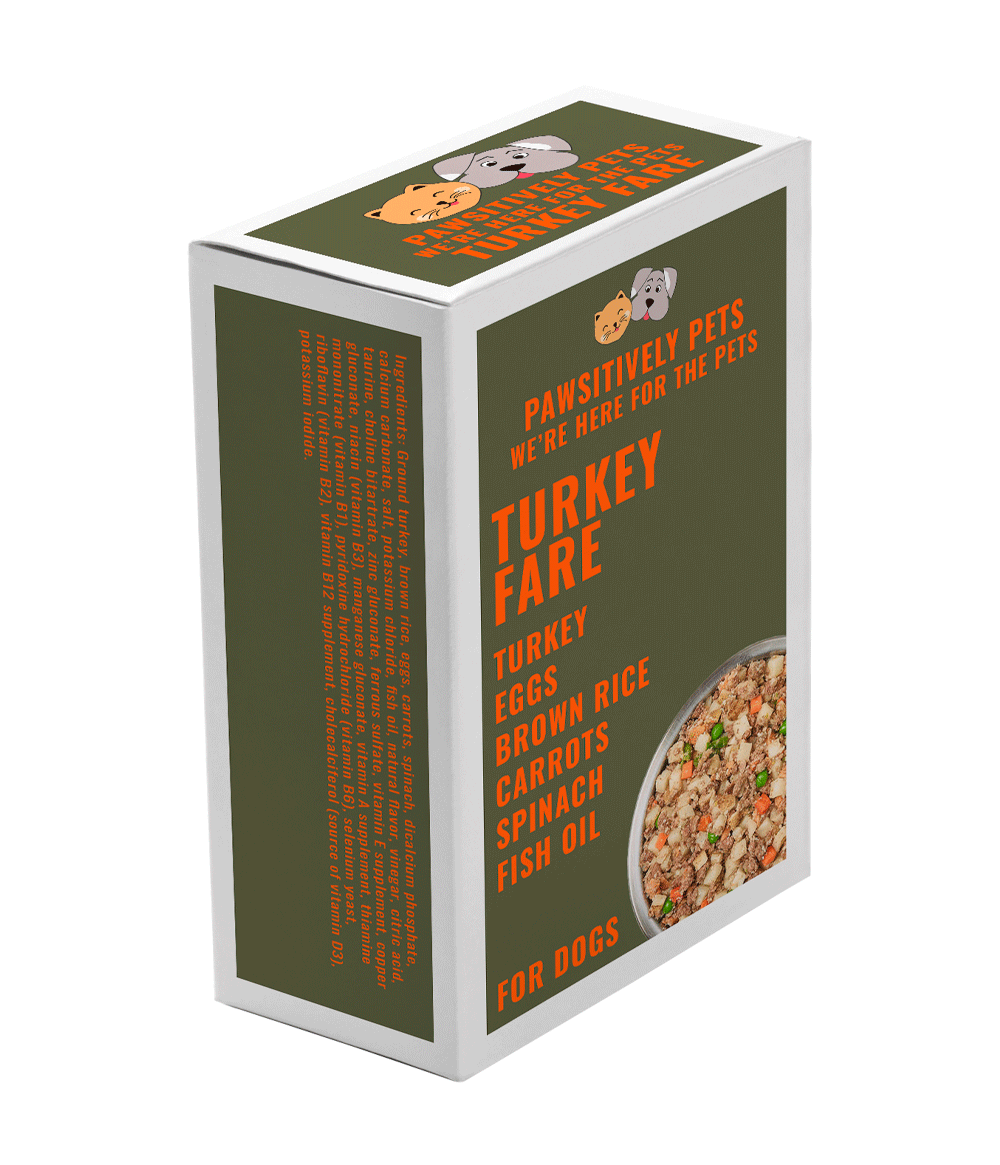 PAWSITIVELY PETS
WE'RE HERE FOR THE PETS
TURKEY FARE
PAWSITIVELY PETS
WE'RE HERE FOR THE PETS
TURKEY
FARE
TURKEY
EGGS
BROWN RICE
CARROTS
SPINACH
FISH OIL
FOR DOGS
Ingredients: Ground turkey, brown rice, eggs, carrots, spinach, dicalcium phosphate,
calcium carbonate, salt, potassium chloride, fish oil, natural flavor, vinegar, citric acid,
taurine, choline bitartrate, zinc gluconate, ferrous sulfate, vitamin E supplement, copper
gluconate, niacin (vitamin B3), manganese gluconate, vitamin A supplement, thiamine
mononitrate (vitamin B1), pyridoxine hydrochloride (vitamin B6), selenium yeast,
riboflavin (vitamin B2), vitamin B12 supplement, cholecalciferol (source of vitamin D3),
potassium iodide.